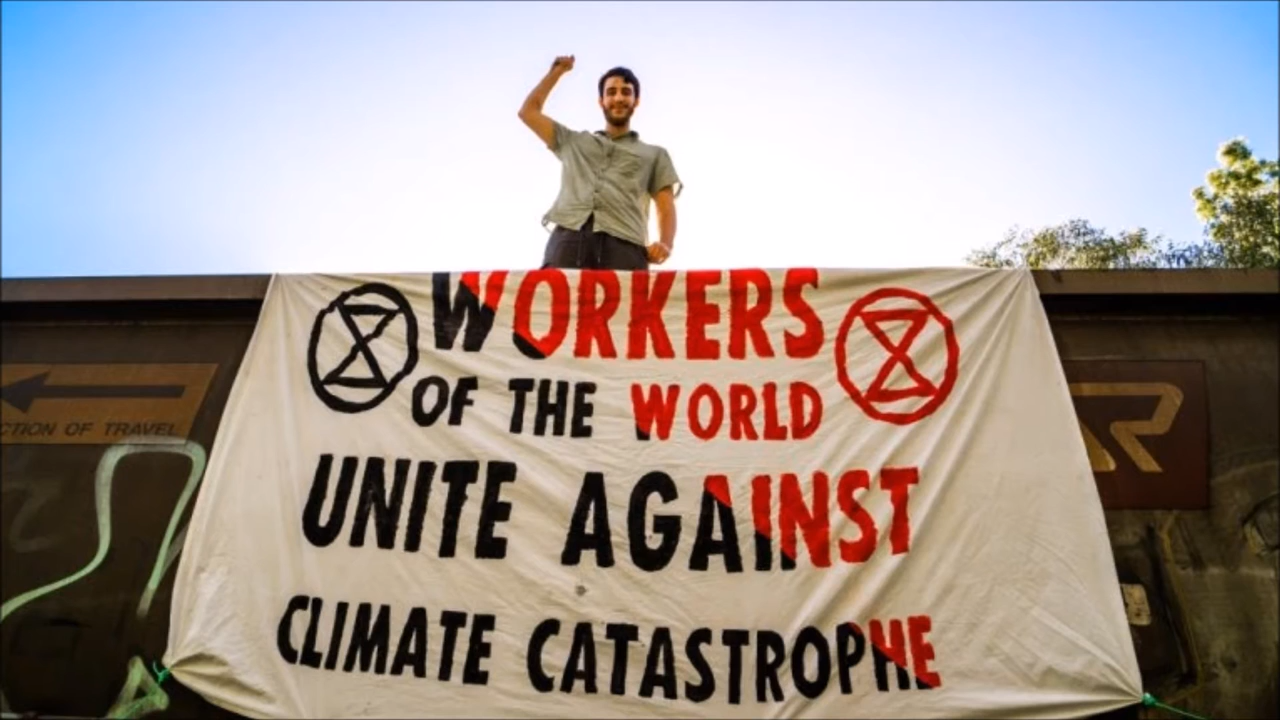 WORKERS
OF THE WORLD
UNITE AGAINST
CLIMATE CATASTROPHE
CTION OF TRAVEL
R